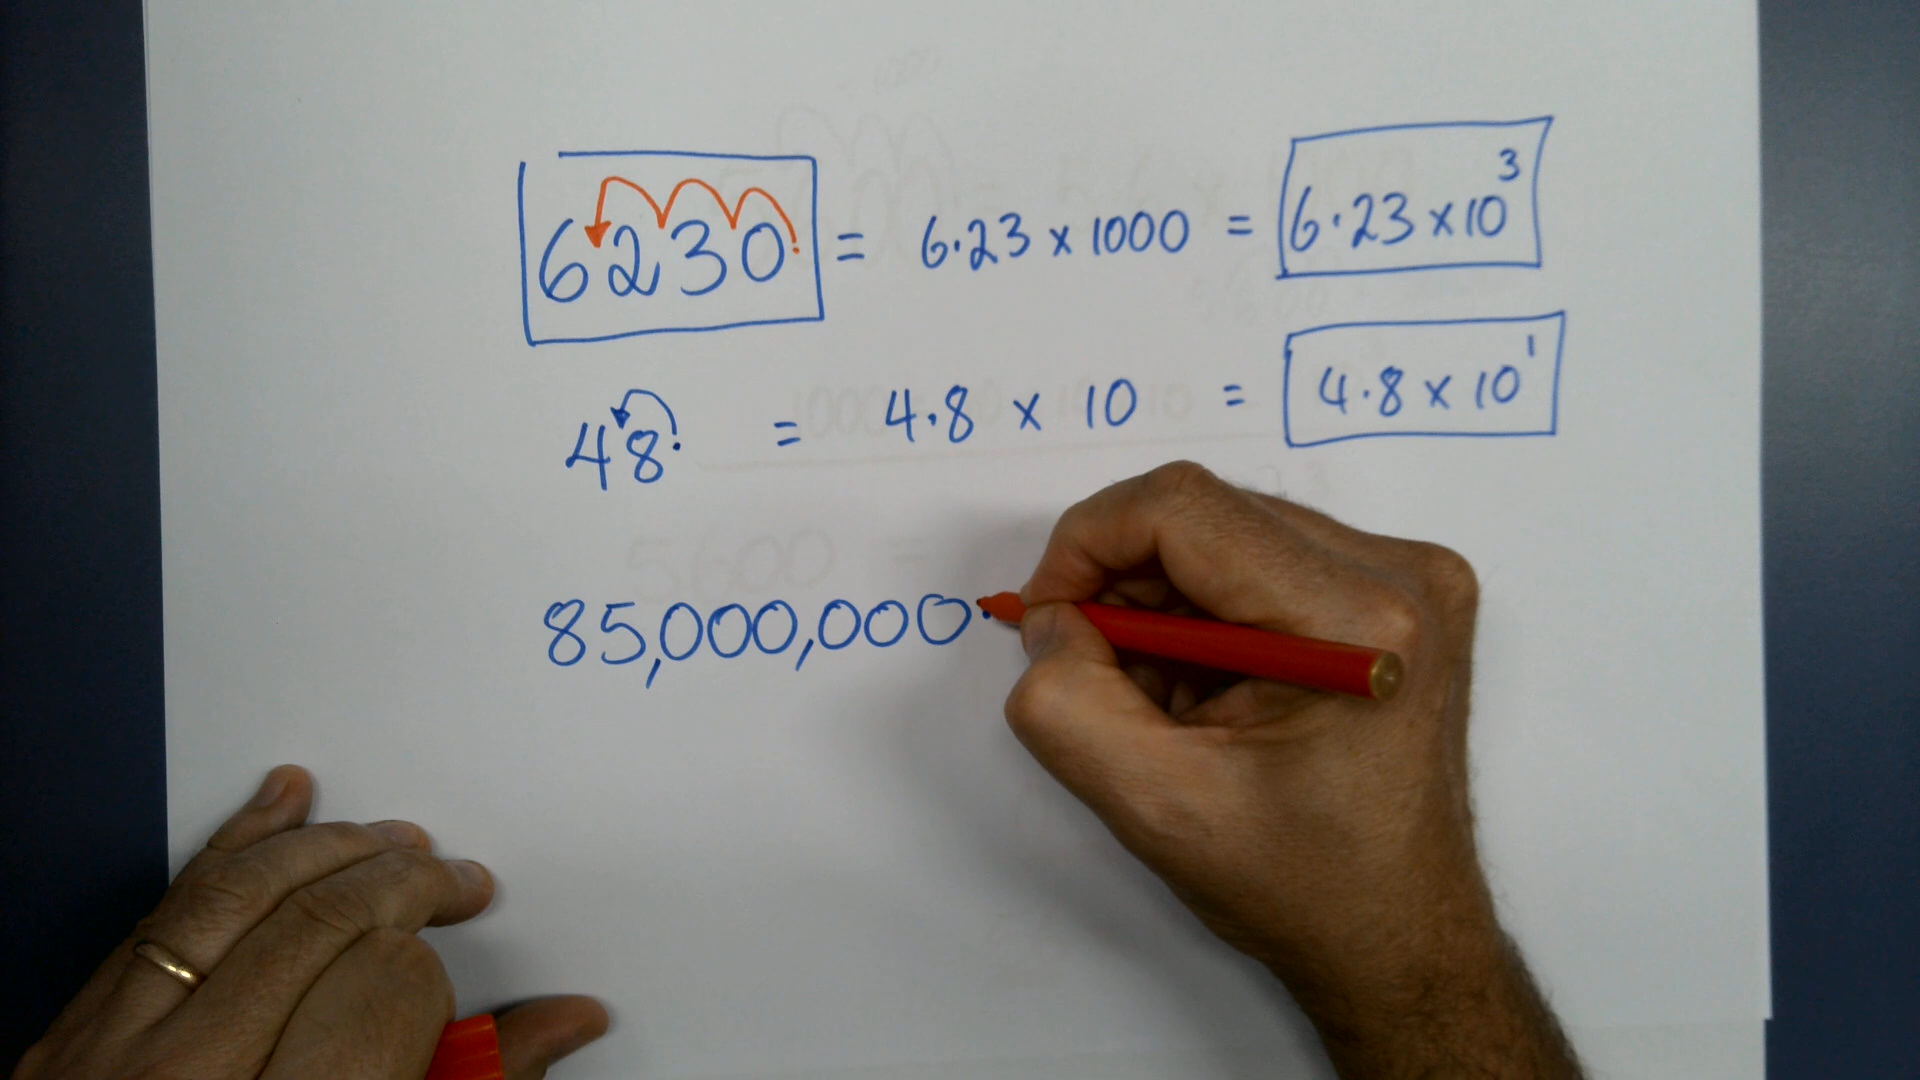 6230. = 6.23 x 1000 = 6.23 x 10³
48. = 4.8 x 10 = 4.8 x 10¹
85,000,000.